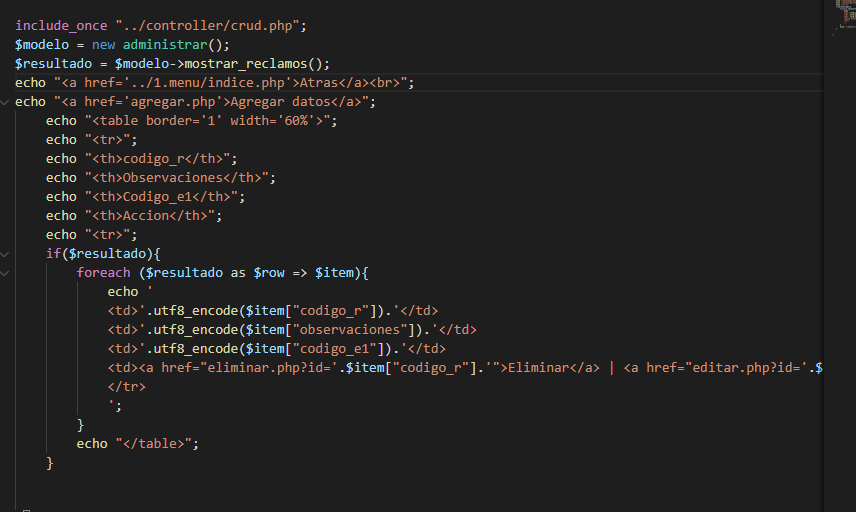 include_once "../controller/crud.php";
$modelo = new administrar();
$resultado = $modelo->mostrar_reclamos();
echo "<a href='../1.menu/indice.php'>Atras</a><br>";
echo "<a href='agregar.php'>Agregar datos</a>";
echo "<table border='1' width='60%'>";
echo "<tr>";
echo "<th>codigo_r</th>";
echo "<th>Observaciones</th>";
echo "<th>Codigo_e1</th>";
echo "<th>Accion</th>";
echo "<tr>";
if($resultado){
foreach ($resultado as $row => $item){
echo '
<td>'.utf8_encode($item["codigo_r"]).'</td>
<td>'.utf8_encode($item["observaciones"]).'</td>
<td>'.utf8_encode($item["codigo_e1"]).'</td>
<td><a href="eliminar.php?id='.$item["codigo_r"].'">Eliminar</a> | <a href="editar.php?id='.$
</tr>
';
}
echo "</table>";
}